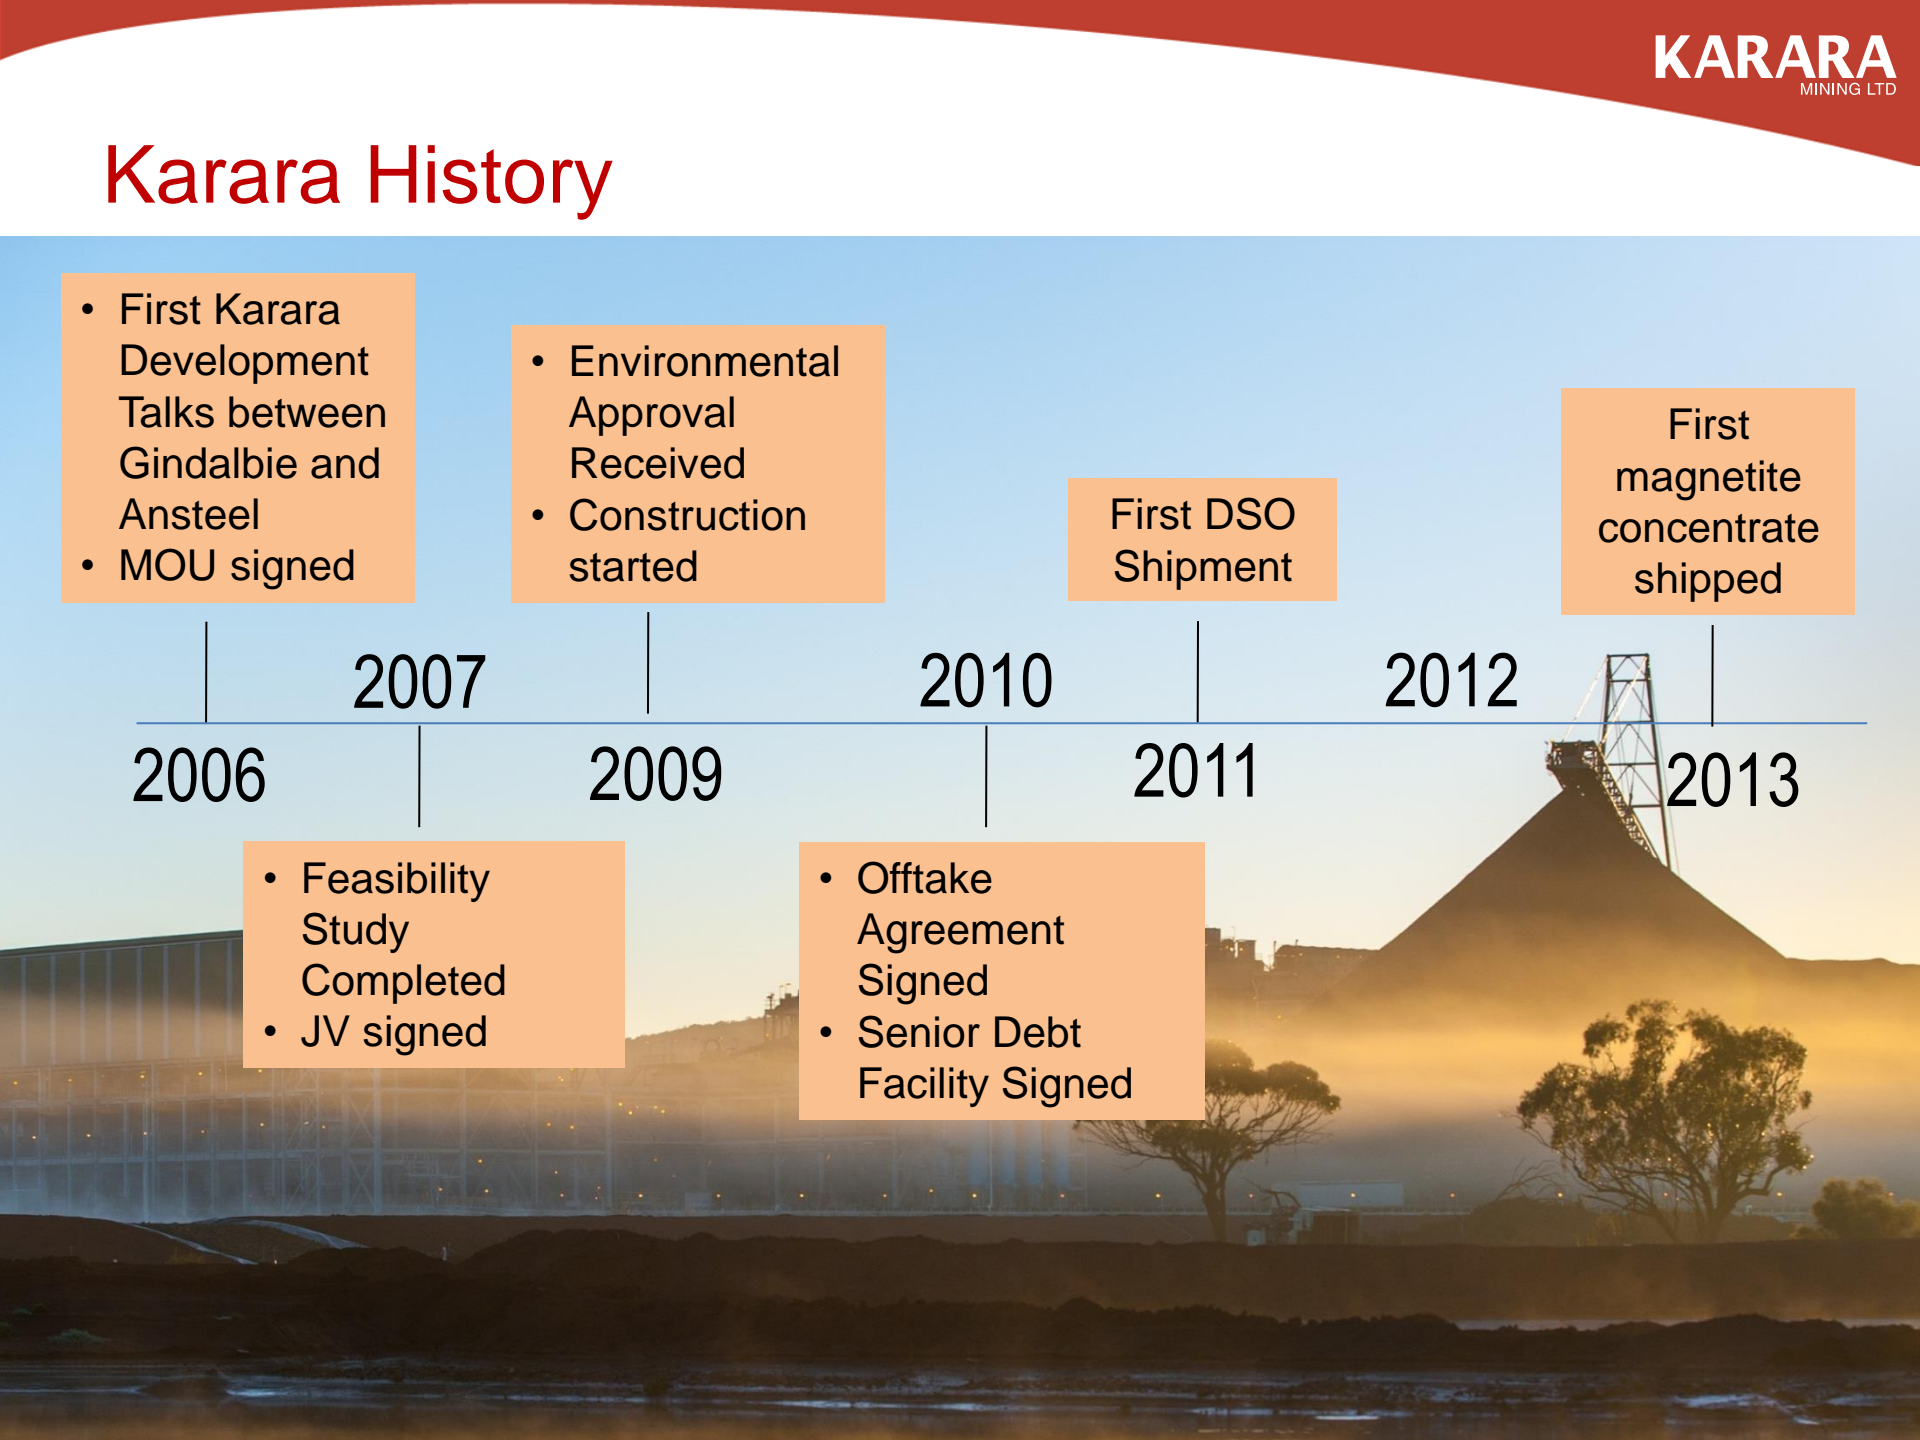 KARARA
MINING LTD
Karara History
• First Karara
Development
Talks between
Gindalbie and
Ansteel
• MOU signed
• Environmental
Approval
Received
• Construction
started
First DSO
Shipment
First
magnetite
concentrate
shipped
2007
2010
2012
2006
2009
2011
2013
• Feasibility
Study
Completed
• JV signed
• Offtake
Agreement
Signed
• Senior Debt
Facility Signed